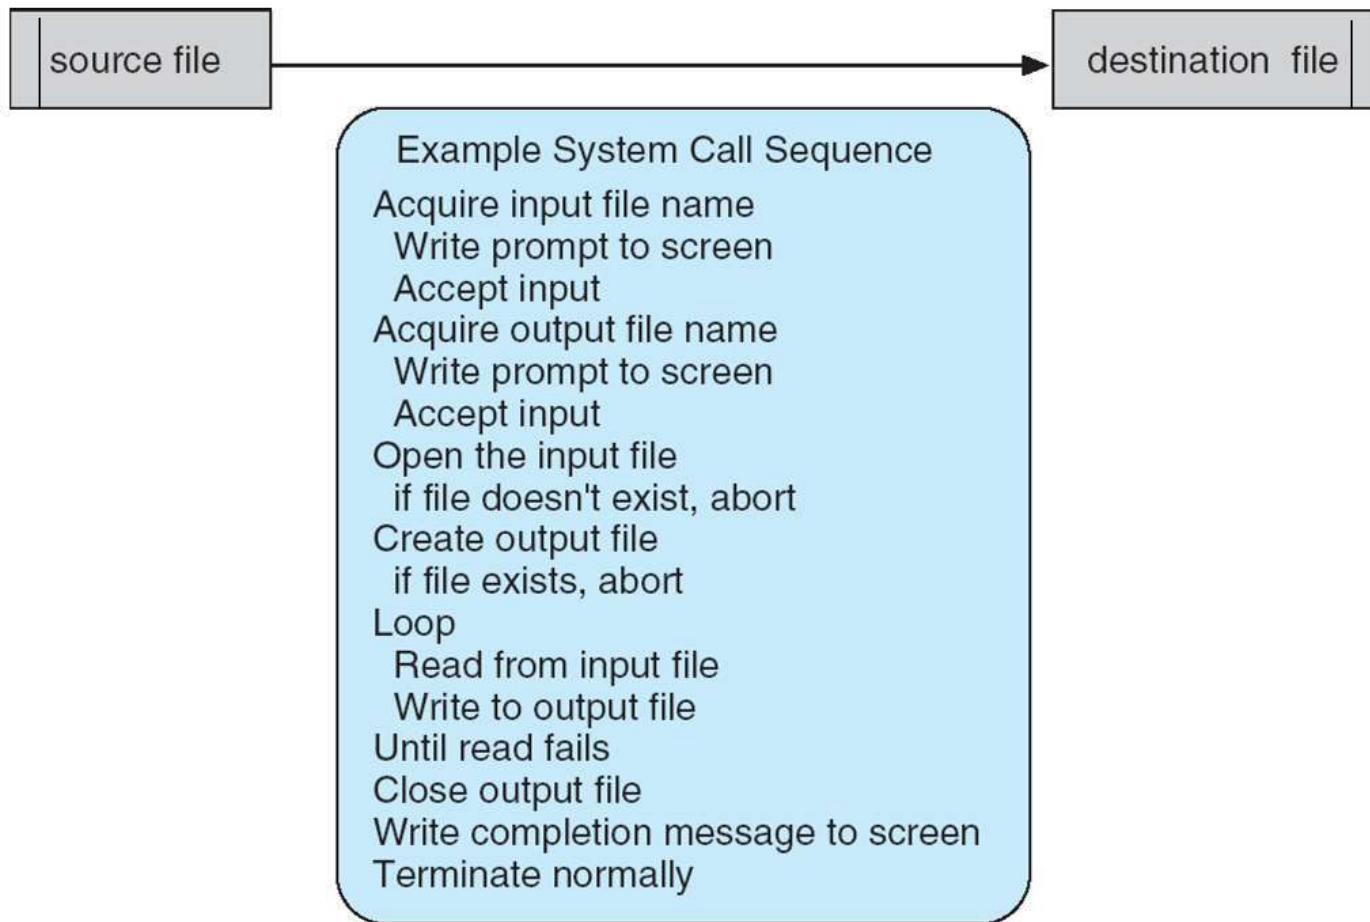 source file
destination file
Example System Call Sequence
Acquire input file name
Write prompt to screen
Accept input
Acquire output file name
Write prompt to screen
Accept input
Open the input file
if file doesn't exist, abort
Create output file
if file exists, abort
Loop
Read from input file
Write to output file
Until read fails
Close output file
Write completion message to screen
Terminate normally